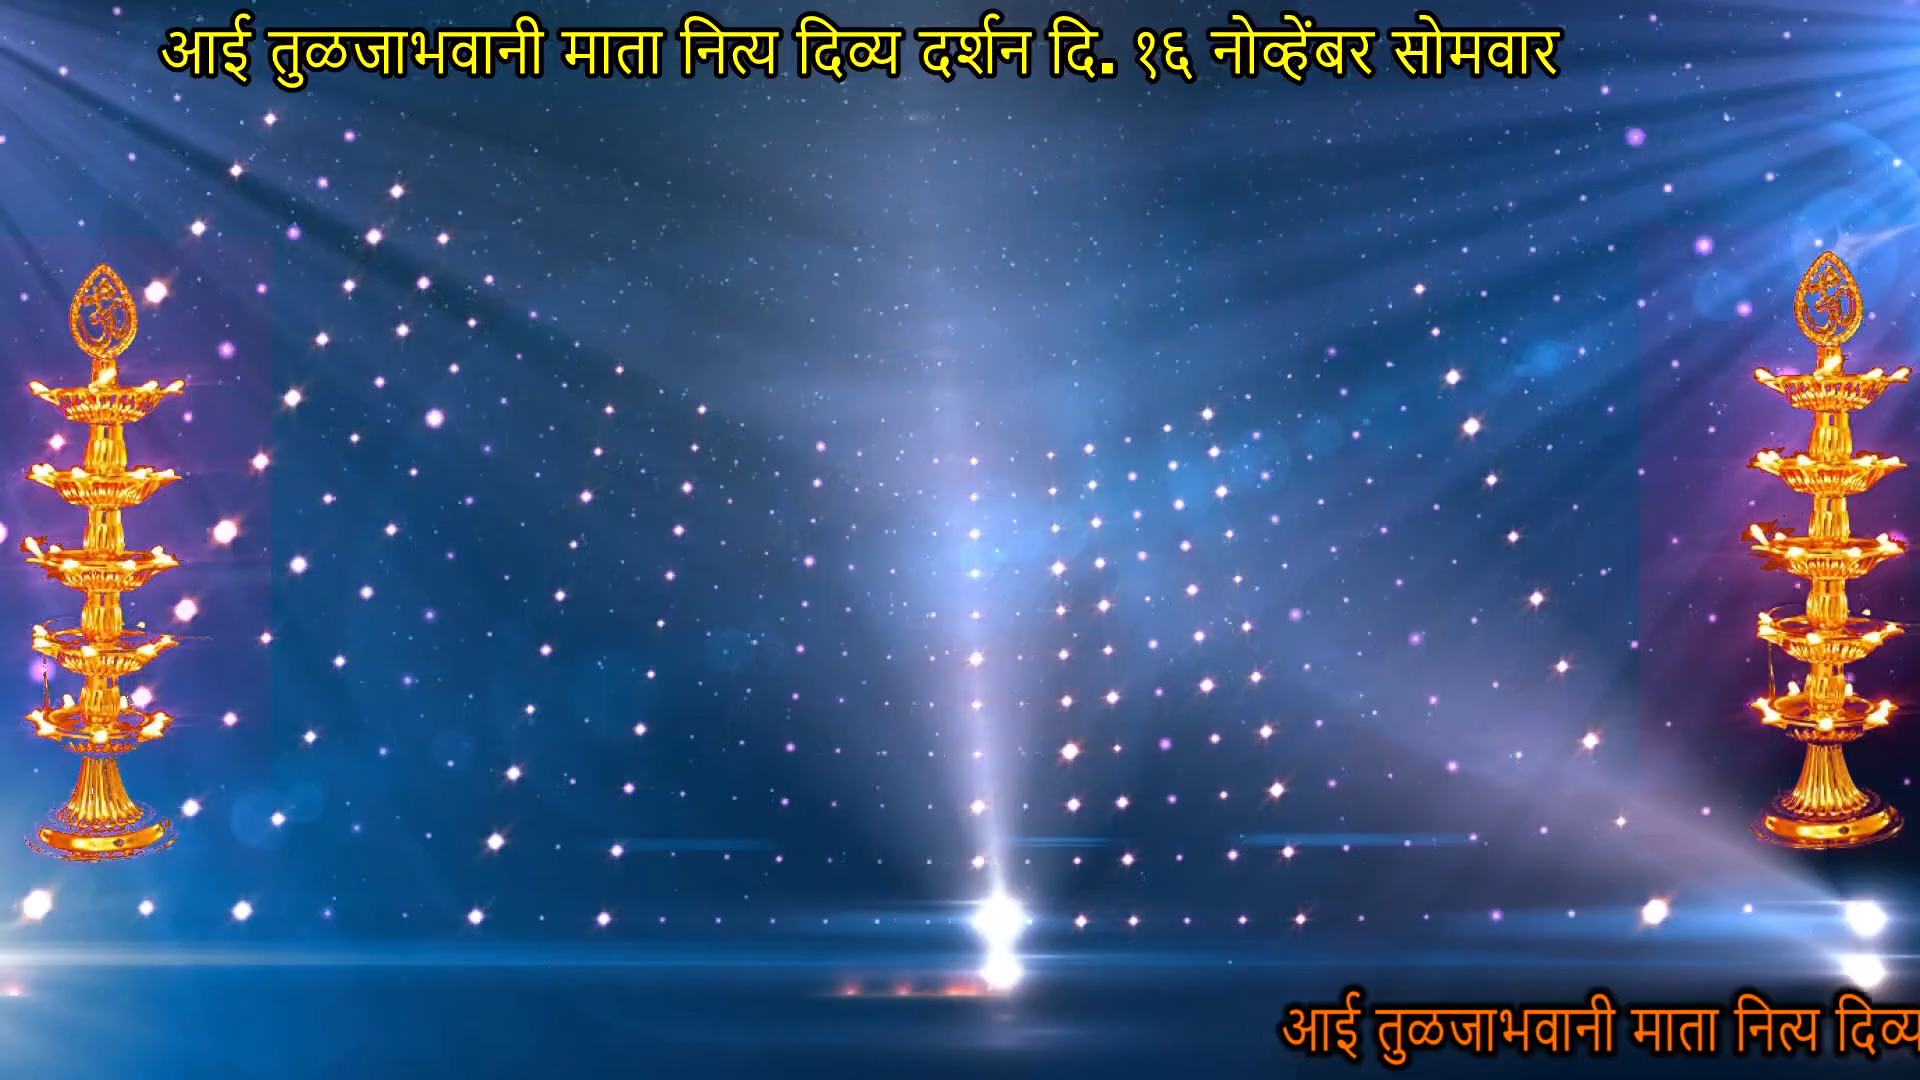 आई तुळजाभवानी माता नित्य दिव्य दर्शन दि. १६ नोव्हेंबर सोमवार
आई तुळजाभवानी माता नित्य दिव्य